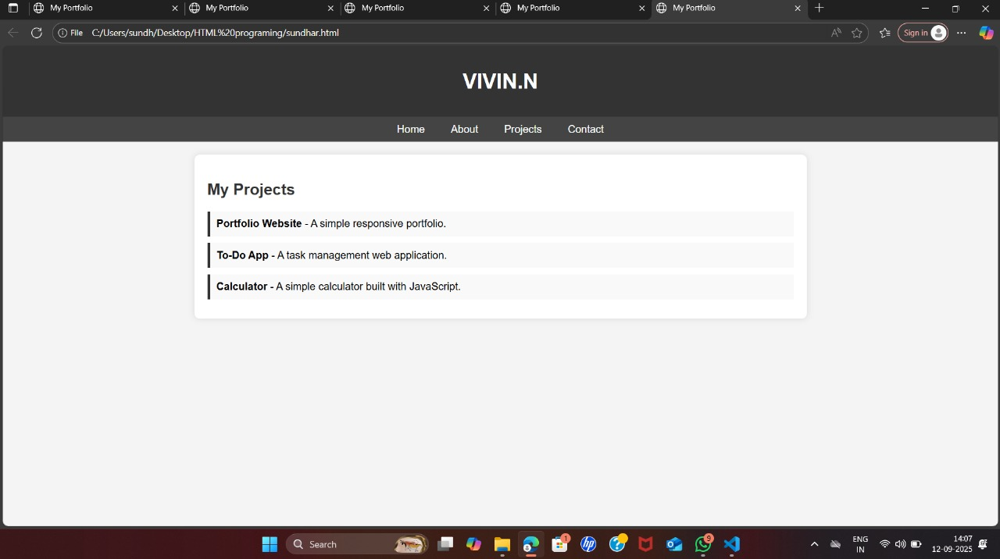 My Portfolio
My Portfolio
My Portfolio
My Portfolio
My Portfolio
File
C:/Users/sundh/Desktop/HTML%20programing/sundhar.html
Sign in
VIVIN.N
Home About Projects Contact
My Projects
Portfolio Website - A simple responsive portfolio.
To-Do App - A task management web application.
Calculator - A simple calculator built with JavaScript.
Search
1
hp
?
9
ENG
IN
14:07
12-09-2025